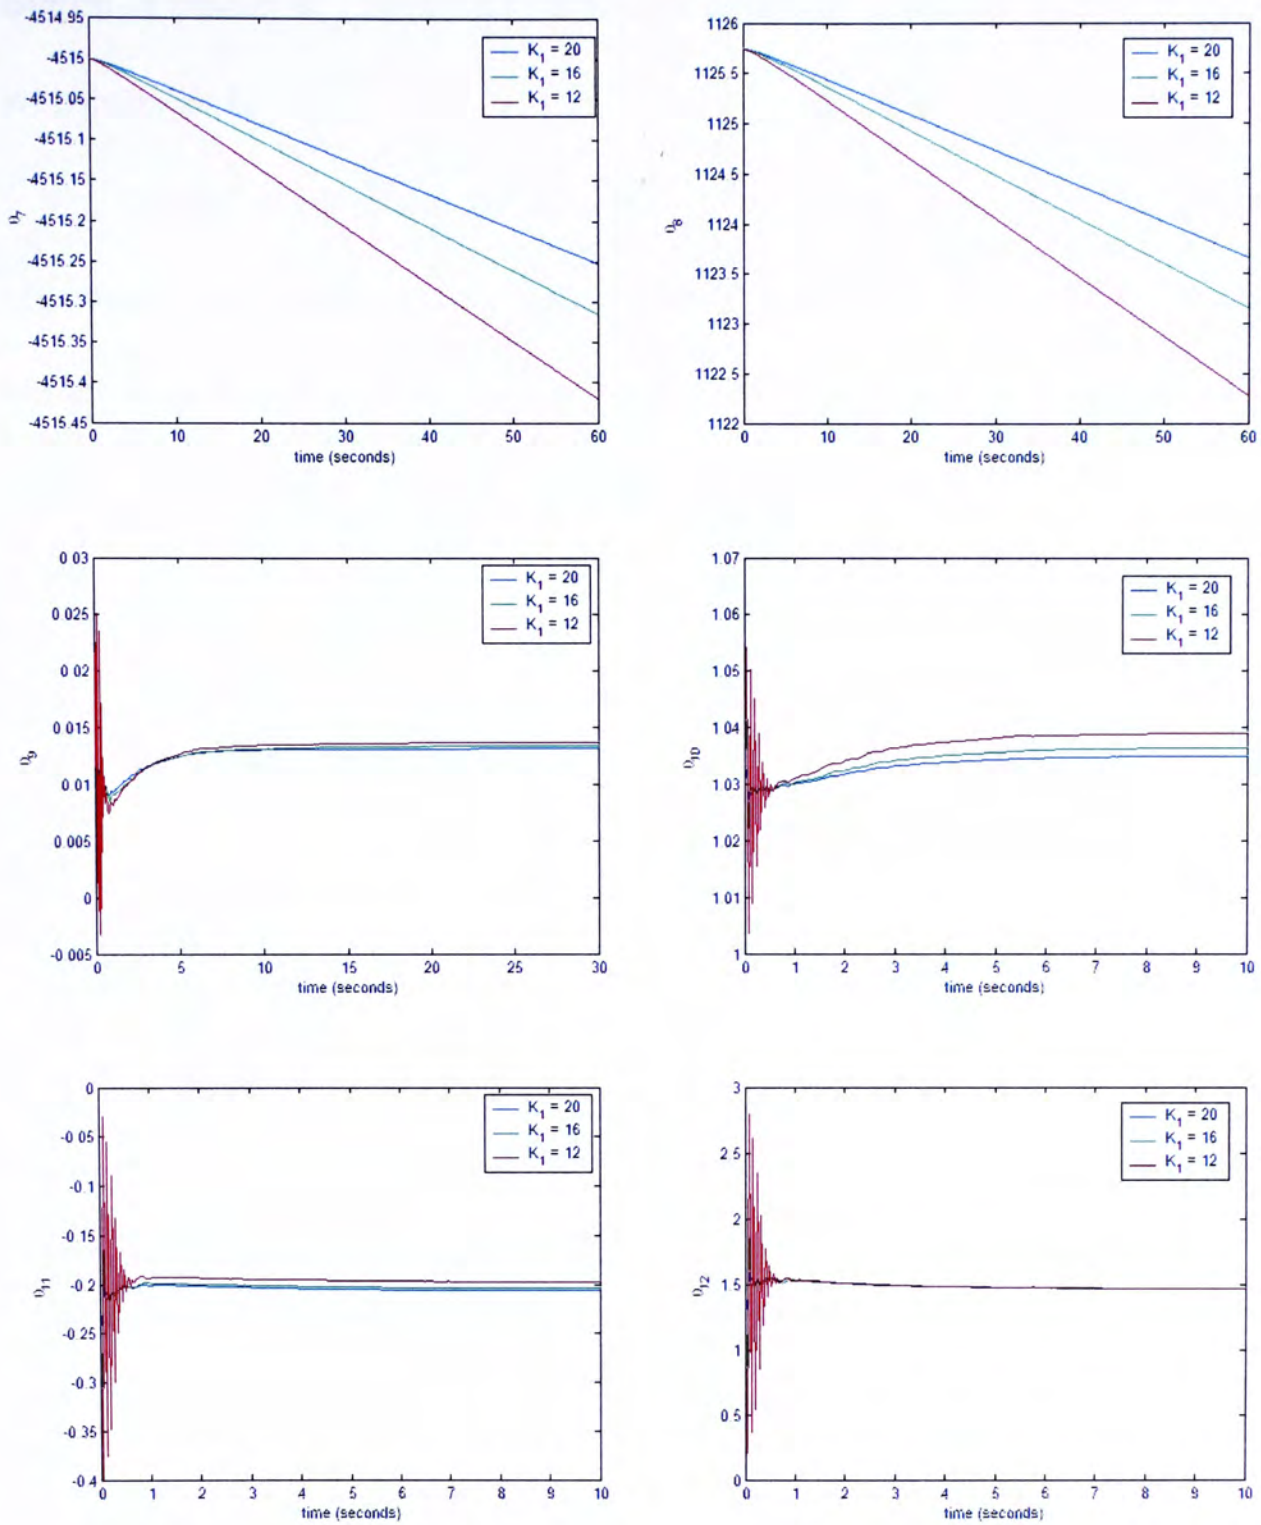 -4514 95
-4515
-4515.05
-4515.1
-4515.15
-4515.2
-4515.25
-4515.3
-4515.35
-4515.4
-4515 45
υ7
0 10 20 30 40 50 60
time (seconds)
K1 = 20
K1 = 16
K1 = 12
1126
1125.5
1125
1124 5
1124
1123 5
1123
1122 5
1122
υ8
0 10 20 30 40 50 60
time (seconds)
K1 = 20
K1 = 16
K1 = 12
0 03
0.025
0 02
0 015
0 01
0 005
0
-0 005
υ9
0 5 10 15 20 25 30
time (seconds)
K1 = 20
K1 = 16
K1 = 12
1.07
1.06
1.05
1 04
1 03
1 02
1 01
1
υ10
0 1 2 3 4 5 6 7 8 9 10
time (seconds)
K1 = 20
K1 = 16
K1 = 12
0
-0 05
-0.1
-0 15
-0.2
-0 25
-0.3
-0 35
-0.4
υ11
0 1 2 3 4 5 6 7 8 9 10
time (seconds)
K1 = 20
K1 = 16
K1 = 12
3
2 5
2
1.5
1
0 5
0
υ12
0 1 2 3 4 5 6 7 8 9 10
time (seconds)
K1 = 20
K1 = 16
K1 = 12